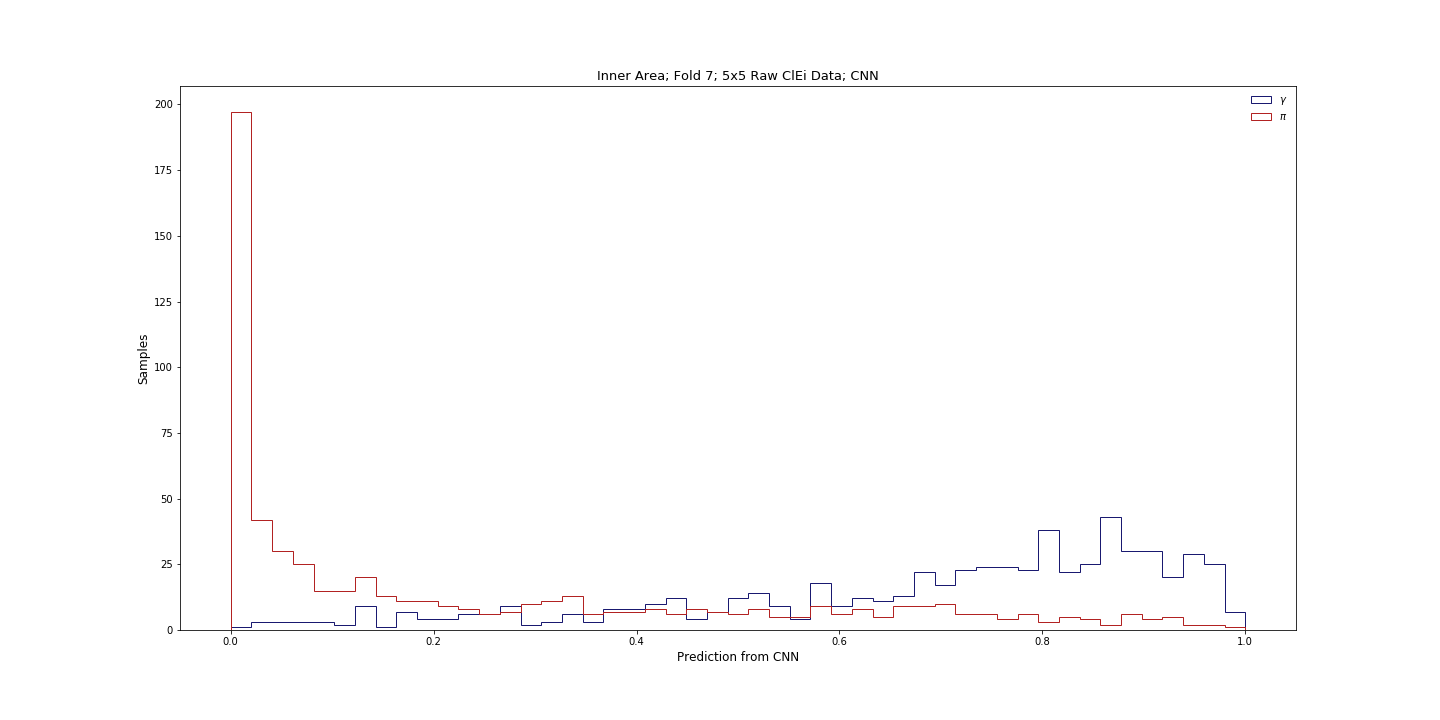 Inner Area; Fold 7; 5x5 Raw ClEi Data; CNN
γ
π
200
175
150
125
100
75
50
25
0
Samples
0.0 0.2 0.4 0.6 0.8 1.0
Prediction from CNN